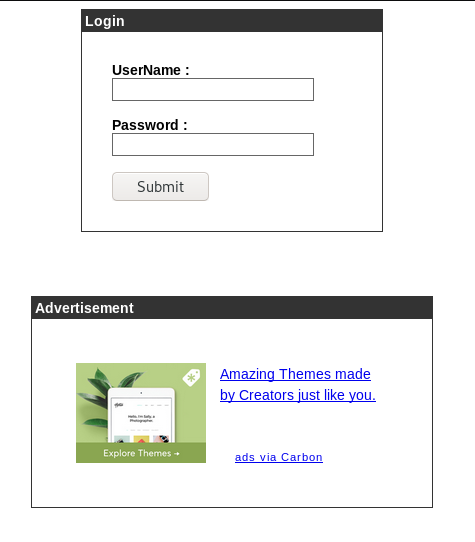 Login
UserName :
Password :
Submit
Advertisement
Hello, I'm Sally, a
Photographer
Explore Themes →
Amazing Themes made
by Creators just like you.
ads via Carbon